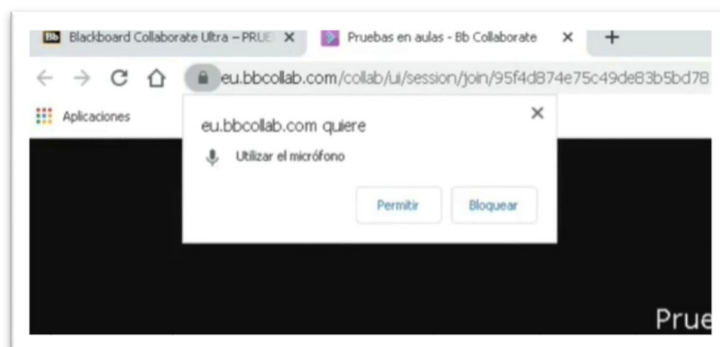 Bb Blackboard Collaborate Ultra – PRUE
Pruebas en aulas - Bb Collaborate
eu.bbcollab.com/collab/ui/session/join/95f4d874e75c49de83b5bd78
Aplicaciones
eu.bbcollab.com quiere
Utilizar el micrófono
Permitir
Bloquear
Prue